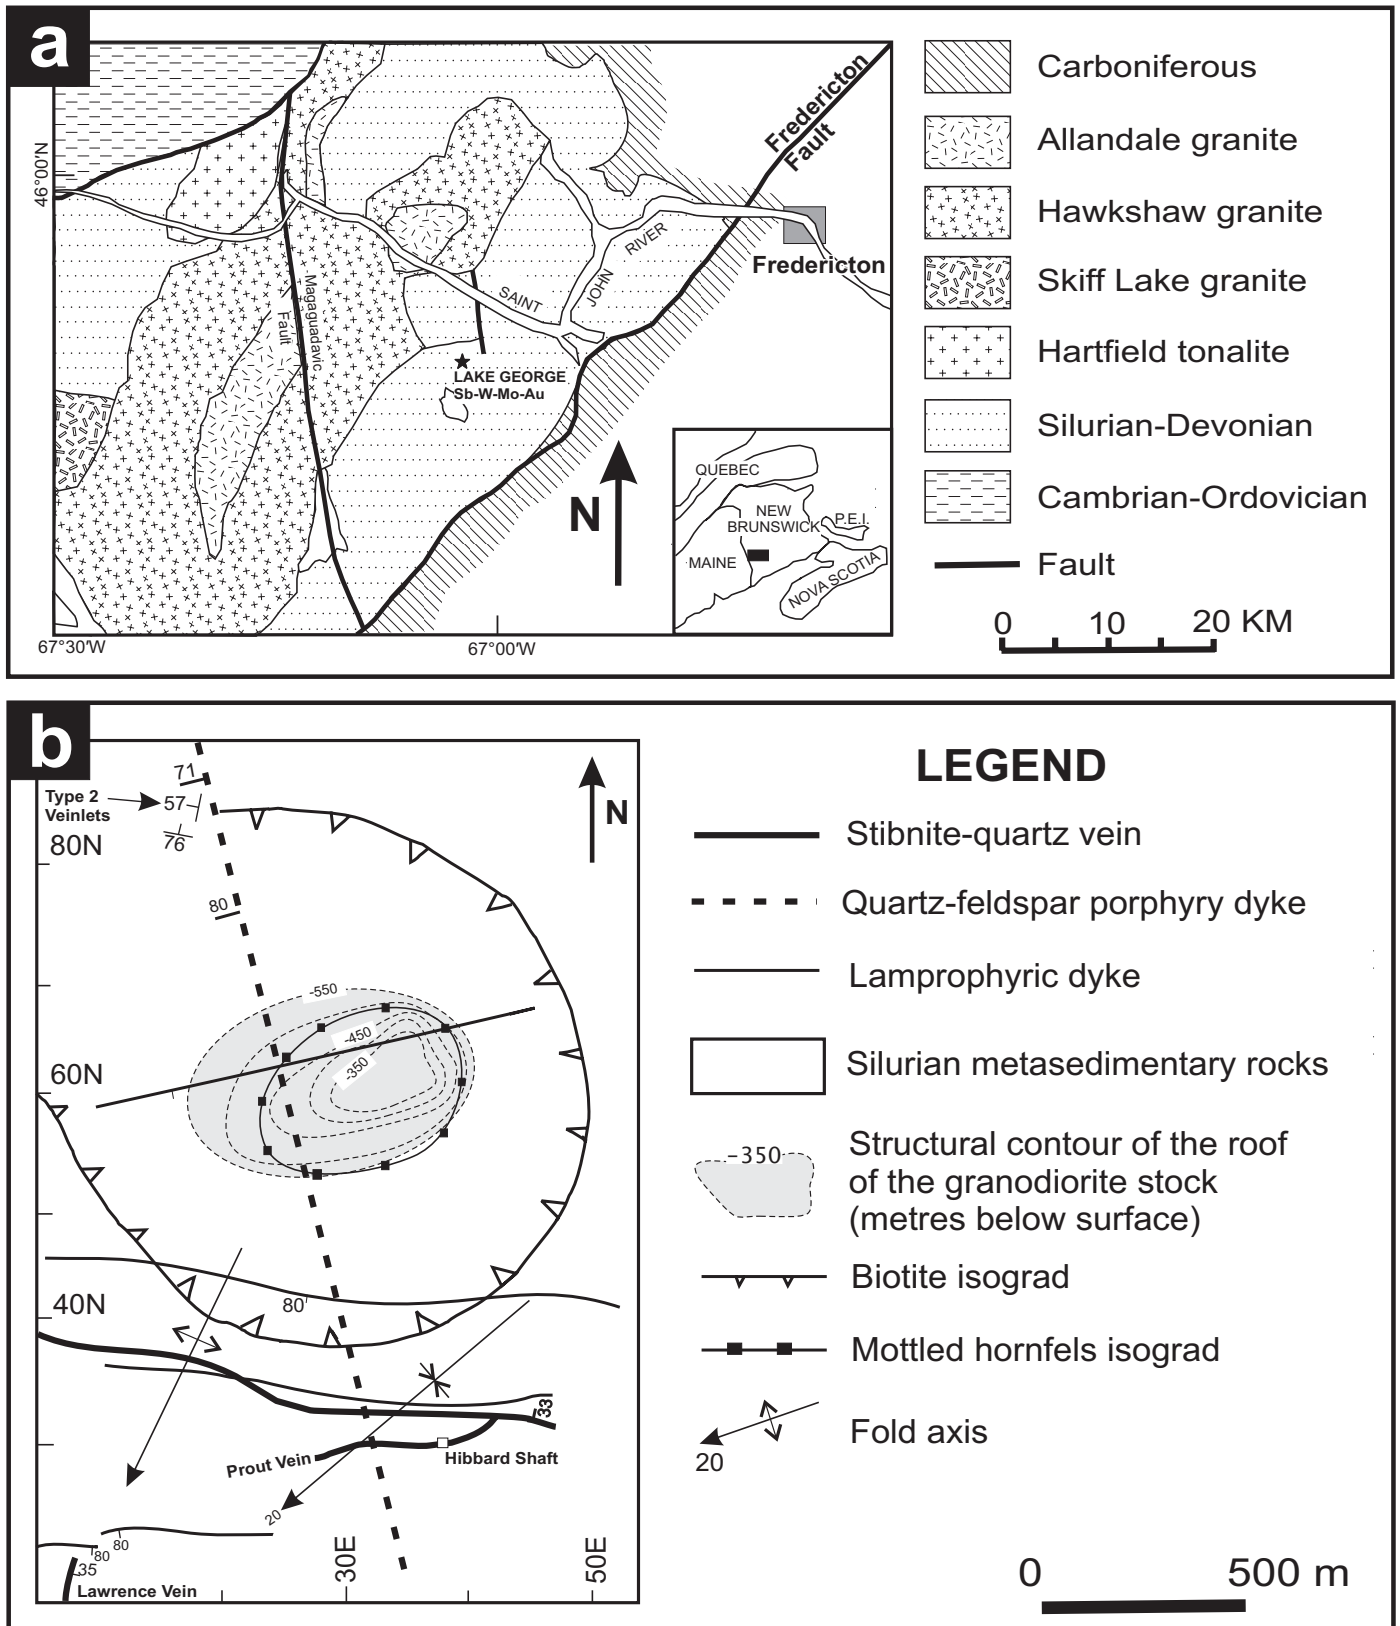 a
Fredericton
Fault
46°00'N
RIVER
JOHN
SAINT
Fredericton
Magaguadavic
Fault
LAKE GEORGE
Sb-W-Mo-Au
N
QUEBEC
NEW
BRUNSWICK
P.E.I.
MAINE
NOVA SCOTIA
67°30'W
67°00'W
Carboniferous
Allandale granite
Hawkshaw granite
Skiff Lake granite
Hartfield tonalite
Silurian-Devonian
Cambrian-Ordovician
Fault
0 10 20 KM
b
71
Type 2
Veinlets
57
76
80N
80
N
-550
-450
-350
60N
80
40N
33
Prout Vein
Hibbard Shaft
20
80
80
35
Lawrence Vein
30E
50E
LEGEND
Stibnite-quartz vein
Quartz-feldspar porphyry dyke
Lamprophyric dyke
Silurian metasedimentary rocks
-350
Structural contour of the roof
of the granodiorite stock
(metres below surface)
Biotite isograd
Mottled hornfels isograd
Fold axis
20
0 500 m